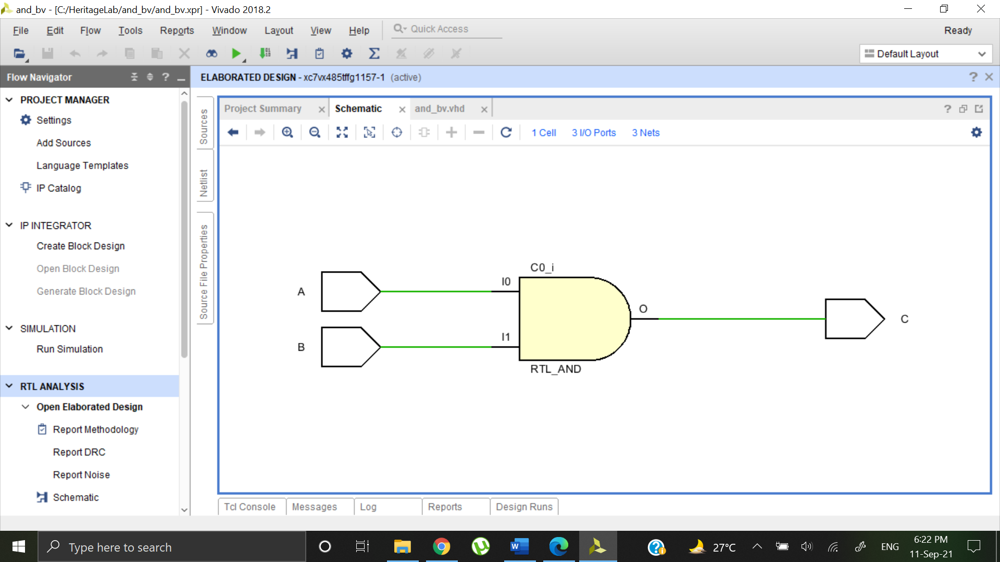 and_bv - [C:/HeritageLab/and_bv/and_bv.xpr] - Vivado 2018.2
File Edit Flow Tools Reports Window Layout View Help Quick Access Ready
Default Layout
Flow Navigator
ELABORATED DESIGN - xc7vx485tffg1157-1 (active)
PROJECT MANAGER
Settings
Add Sources
Language Templates
IP Catalog
IP INTEGRATOR
Create Block Design
Open Block Design
Generate Block Design
SIMULATION
Run Simulation
RTL ANALYSIS
Open Elaborated Design
Report Methodology
Report DRC
Report Noise
Schematic
Sources
Netlist
Source File Properties
Project Summary Schematic and_bv.vhd
1 Cell 3 I/O Ports 3 Nets
C0_i
A I0
O
C
B I1
RTL_AND
Tcl Console Messages Log Reports Design Runs
Type here to search
27°C ENG
6:22 PM
11-Sep-21